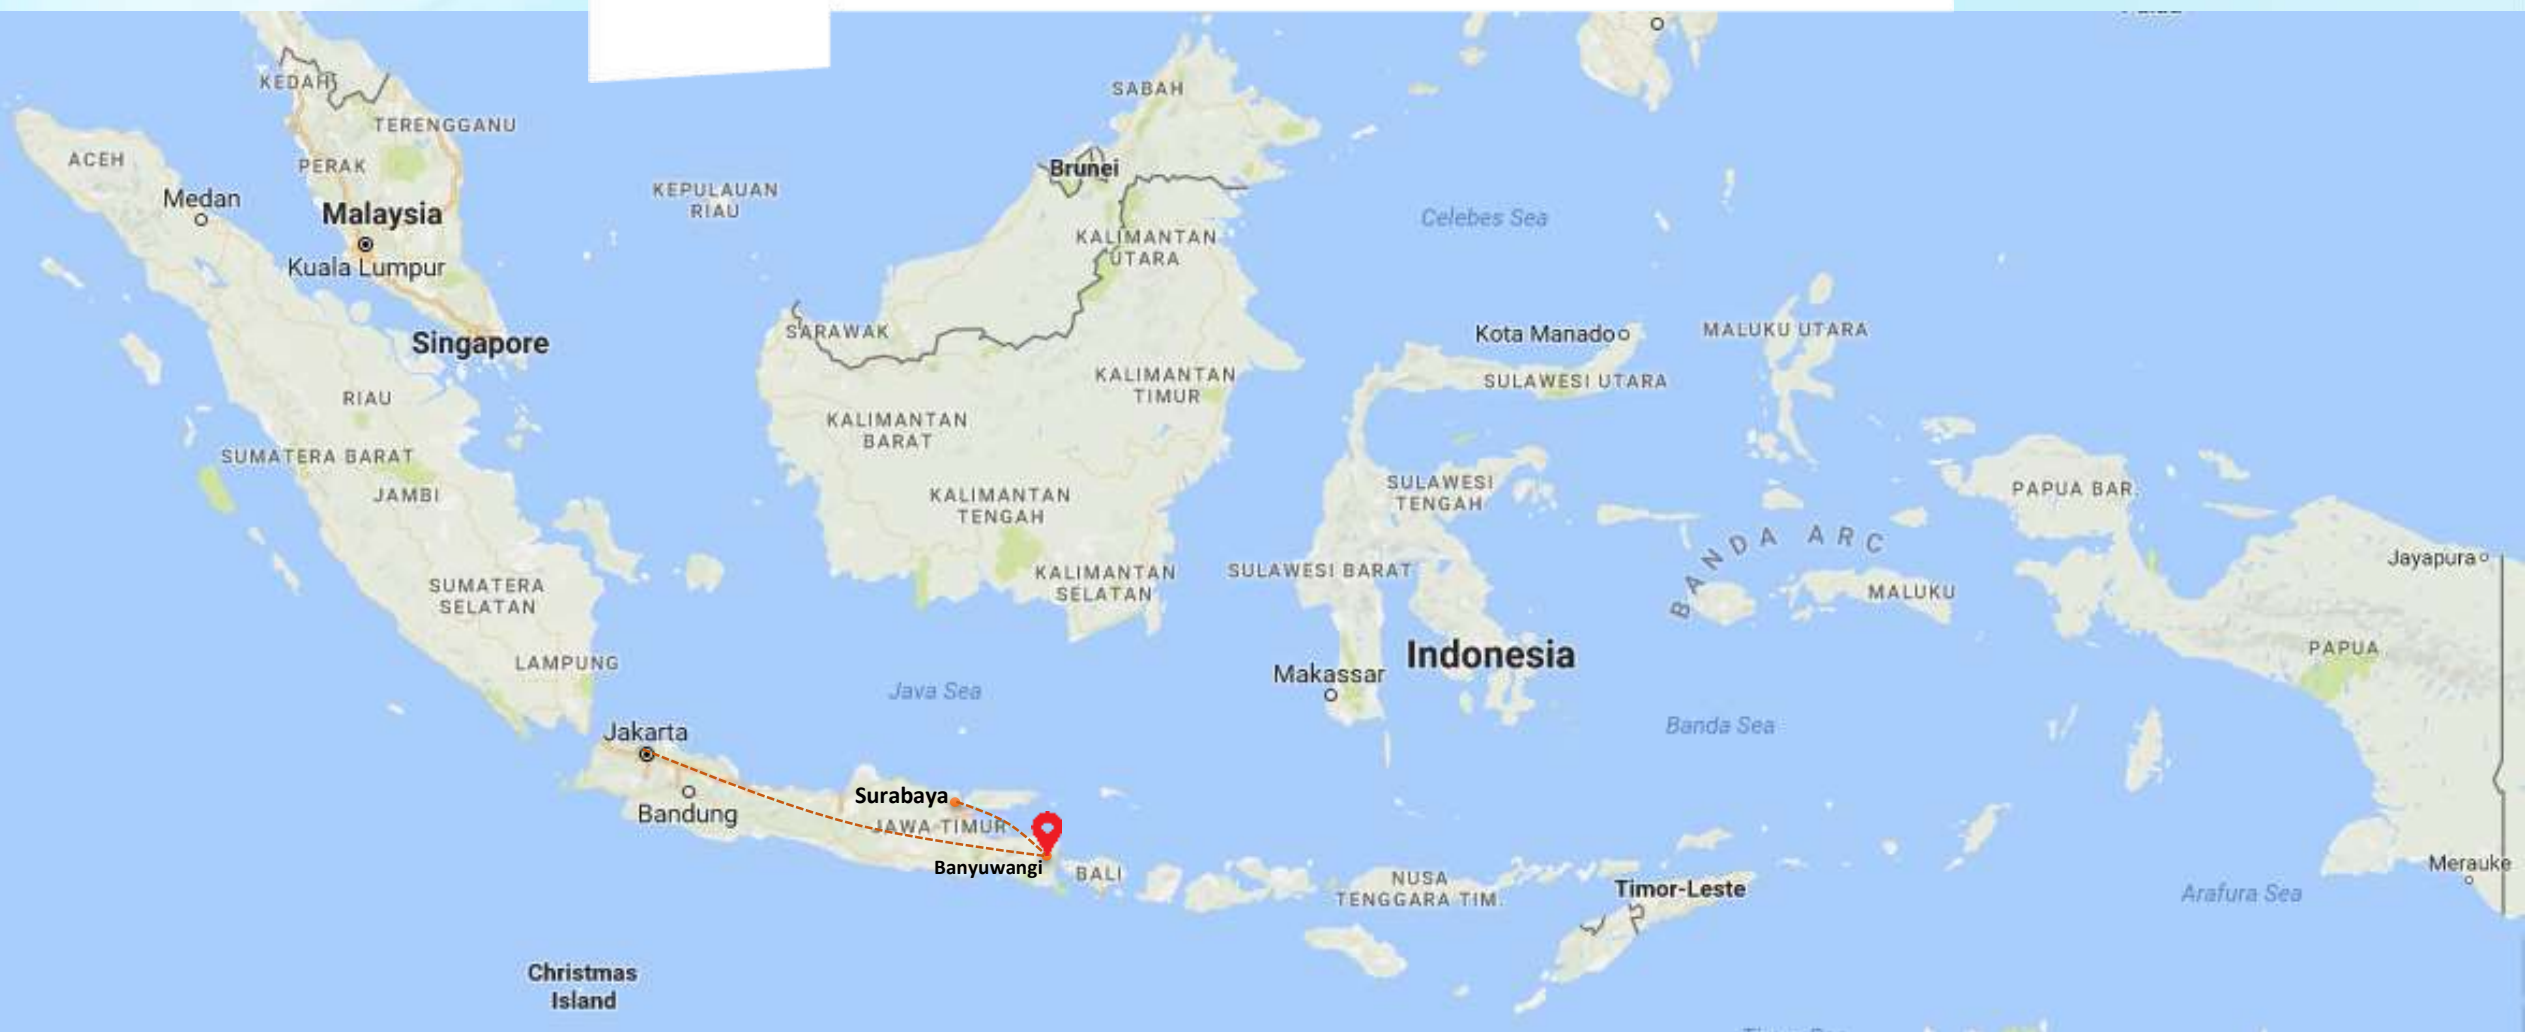 KEDAH
TERENGGANU
ACEH
PERAK
Medan
Malaysia
Kuala Lumpur
Singapore
KEPULAUAN
RIAU
SABAH
Brunei
KALIMANTAN
UTARA
SARAWAK
Celebes Sea
Kota Manado
MALUKU UTARA
SULAWESI UTARA
KALIMANTAN
TIMUR
KALIMANTAN
BARAT
RIAU
SUMATERA BARAT
JAMBI
KALIMANTAN
TENGAH
SULAWESI
TENGAH
PAPUA BAR.
BANDA ARC
Jayapura
SUMATERA
SELATAN
KALIMANTAN
SELATAN
SULAWESI BARAT
MALUKU
LAMPUNG
Indonesia
PAPUA
Makassar
Java Sea
Banda Sea
Jakarta
Bandung
Surabaya
JAWA TIMUR
Banyuwangi
BALI
NUSA
TENGGARA TIM.
Timor-Leste
Merauke
Arafura Sea
Christmas
Island